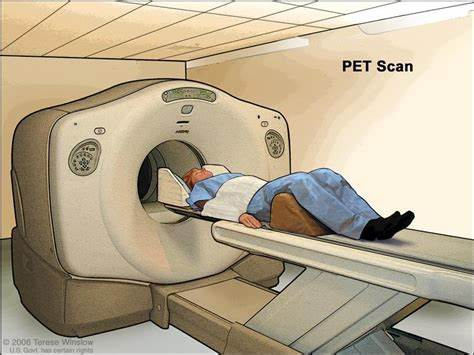 PET Scan
© 2006 Terese Winslow
U.S. Govt. has certain rights